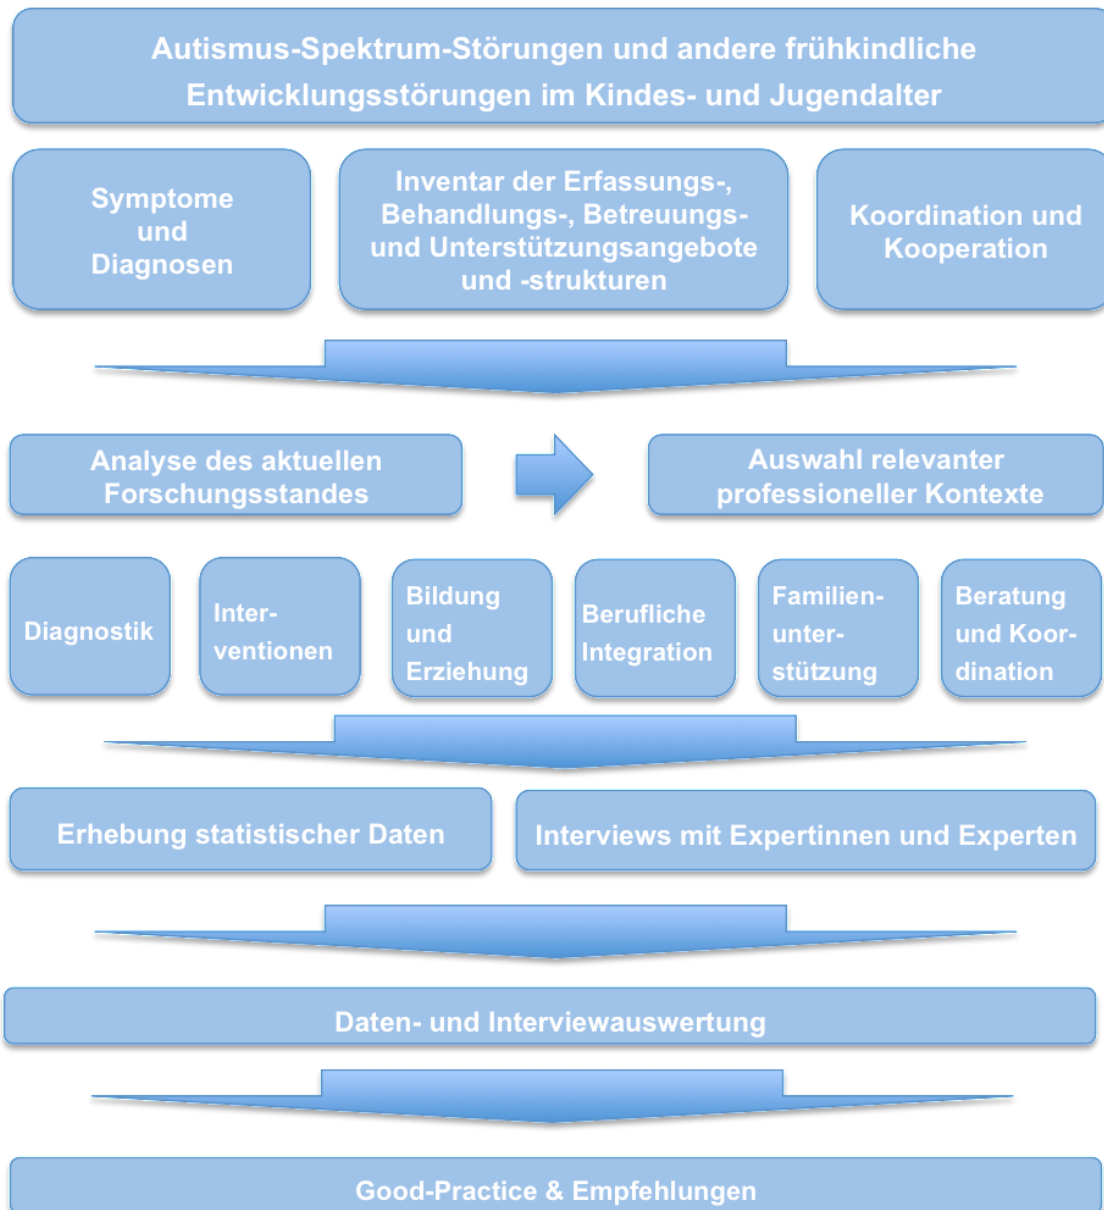 Autismus-Spektrum-Störungen und andere frühkindliche
Entwicklungsstörungen im Kindes- und Jugendalter
Symptome
und
Diagnosen
Inventar der Erfassungs-,
Behandlungs-, Betreuungs-
und Unterstützungsangebote
und -strukturen
Koordination und
Kooperation
Analyse des aktuellen
Forschungsstandes
Auswahl relevanter
professioneller Kontexte
Diagnostik
Inter-
ventionen
Bildung
und
Erziehung
Berufliche
Integration
Familien-
unter-
stützung
Beratung
und Koor-
dination
Erhebung statistischer Daten
Interviews mit Expertinnen und Experten
Daten- und Interviewauswertung
Good-Practice & Empfehlungen